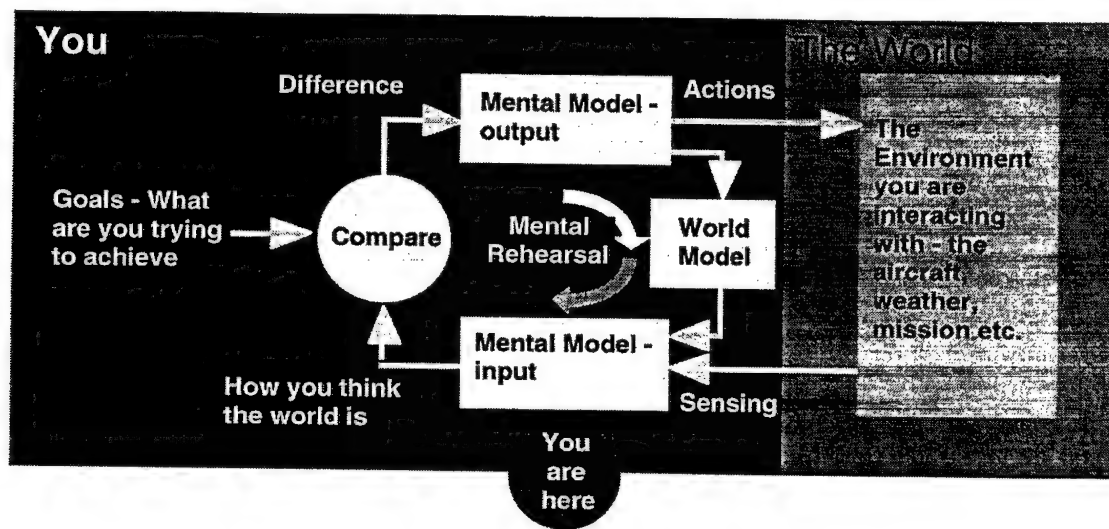 You
The World
Difference
Mental Model -
output
Actions
The
Environment
you are
interacting
with - the
aircraft,
weather,
mission etc.
Goals - What
are you trying
to achieve
Compare
Mental
Rehearsal
World
Model
Mental Model -
input
How you think
the world is
Sensing
You
are
here